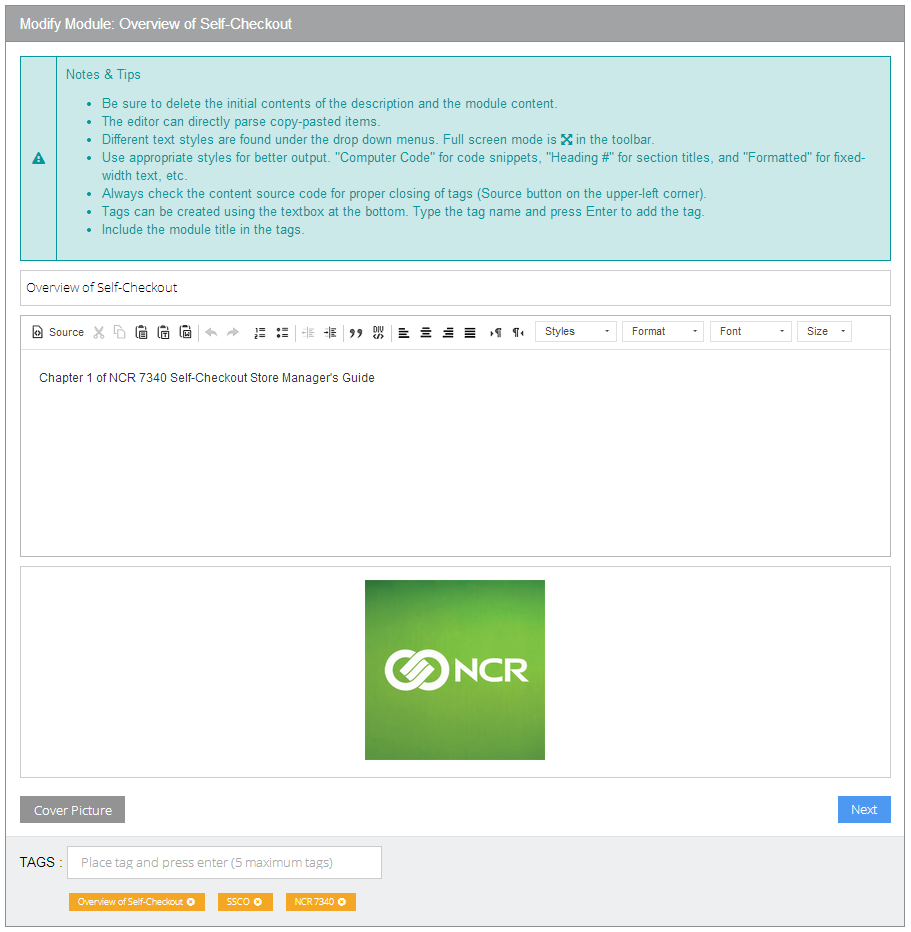 Modify Module: Overview of Self-Checkout
Notes & Tips
Be sure to delete the initial contents of the description and the module content.
The editor can directly parse copy-pasted items.
Different text styles are found under the drop down menus. Full screen mode is in the toolbar.
Use appropriate styles for better output. "Computer Code" for code snippets, "Heading #" for section titles, and "Formatted" for fixed-
width text, etc.
Always check the content source code for proper closing of tags (Source button on the upper-left corner).
Tags can be created using the textbox at the bottom. Type the tag name and press Enter to add the tag.
Include the module title in the tags.
Overview of Self-Checkout
Source DIV Styles Format Font Size
Chapter 1 of NCR 7340 Self-Checkout Store Manager's Guide
NCR
Cover Picture Next
TAGS : Place tag and press enter (5 maximum tags)
Overview of Self-Checkout SSCO NCR 7340